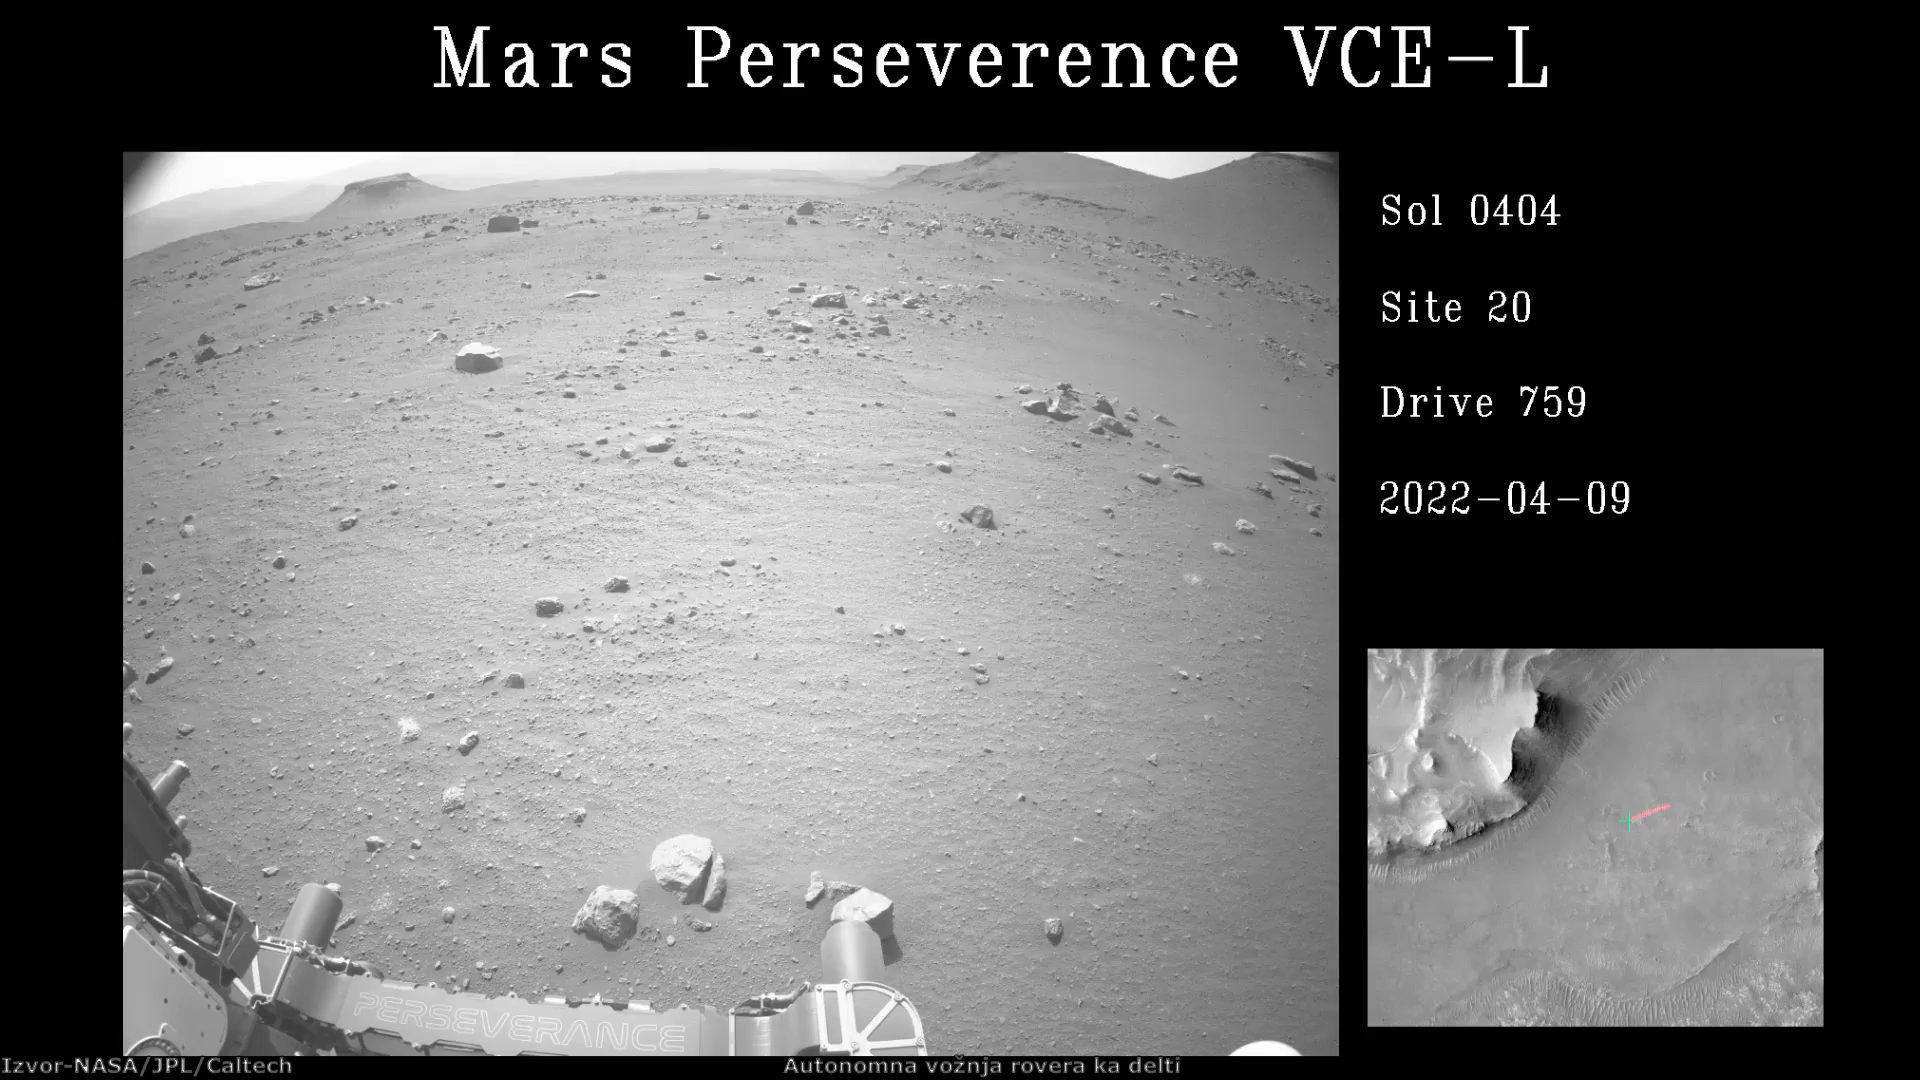 Mars Perseverence VCE-L
Sol 0404
Site 20
Drive 759
2022-04-09
PERSEVERANCE
Izvor-NASA/JPL/Caltech
Autonomna vožnja rovera ka delti